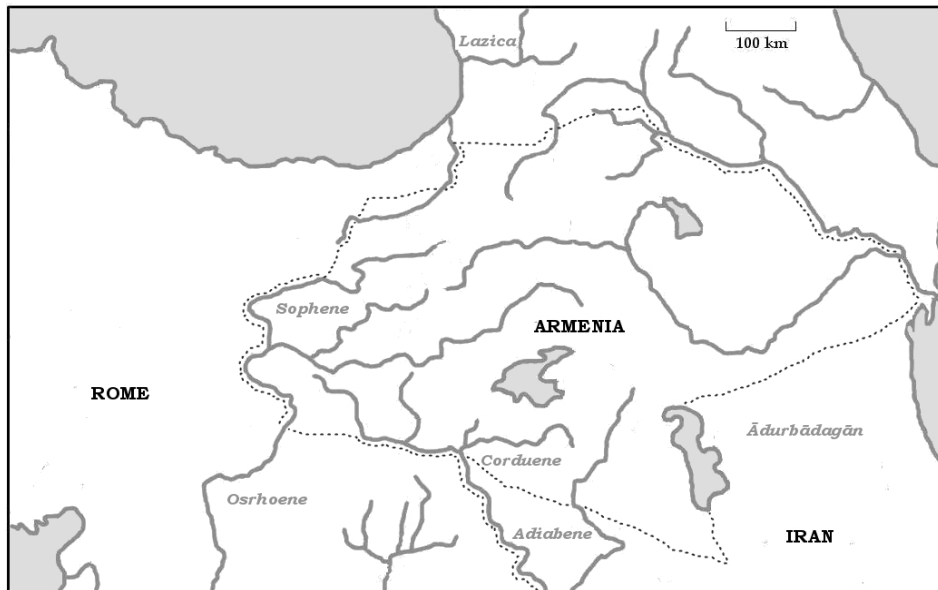 Lazica
100 km
Sophene
ARMENIA
ROME
Ādurbādagān
Corduene
Osrhoene
Adiabene
IRAN